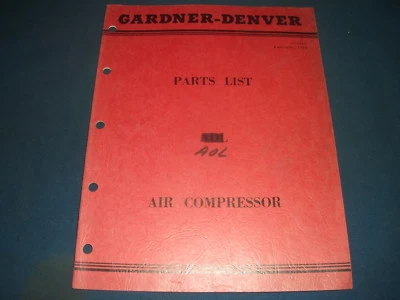 GARDNER-DENVER
PARTS LIST
AOL
AIR COMPRESSOR